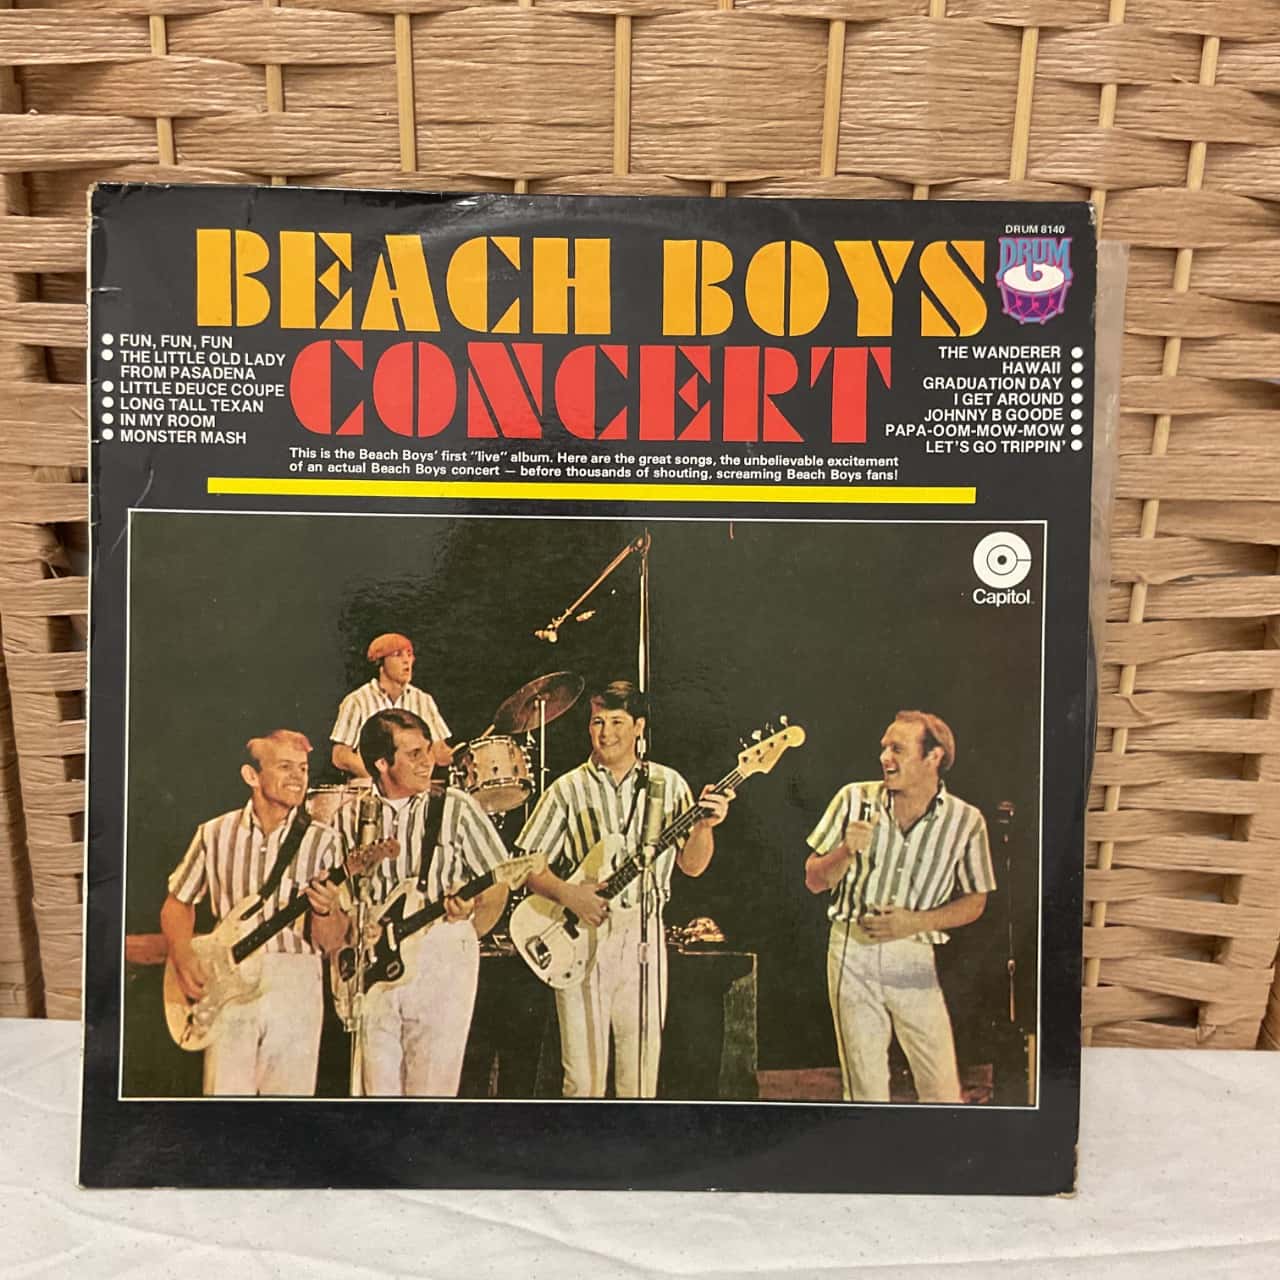 DRUM 8140
DRUM
BEACH BOYS
CONCERT
● FUN, FUN, FUN
● THE LITTLE OLD LADY
FROM PASADENA
● LITTLE DEUCE COUPE
● LONG TALL TEXAN
● IN MY ROOM
● MONSTER MASH
THE WANDERER ●
HAWAII ●
GRADUATION DAY ●
I GET AROUND ●
JOHNNY B GOODE ●
PAPA-OOM-MOW-MOW ●
LET'S GO TRIPPIN' ●
This is the Beach Boys' first "live" album. Here are the great songs, the unbelievable excitement
of an actual Beach Boys concert — before thousands of shouting, screaming Beach Boys fans!
Capitol